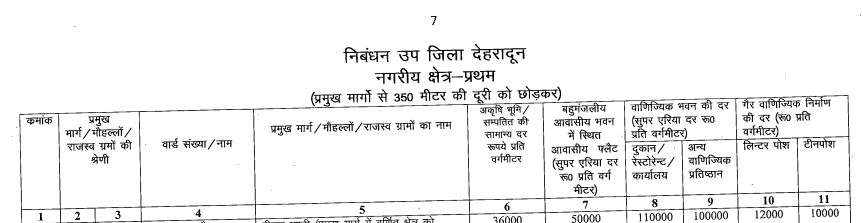 7
निबंधन उप जिला देहरादून
नगरीय क्षेत्र–प्रथम
(प्रमुख मार्गो से 350 मीटर की दूरी को छोड़कर)
कमांक
प्रमुख
मार्ग/मौहल्लों/
राजस्व ग्रमों की
श्रेणी
वार्ड संख्या/नाम
प्रमुख मार्ग/मौहल्लों/राजस्व ग्रामों का नाम
अकृषि भूमि/
सम्पतित की
सामान्य दर
रूपये प्रति
वर्गमीटर
बहुमंजलीय
आवासीय भवन
में स्थित
आवासीय फ्लैट
(सुपर एरिया दर
रू0 प्रति वर्ग
मीटर)
वाणिज्यिक भवन की दर
(सुपर एरिया दर रू0
प्रति वर्गमीटर)
दुकान/
रेस्टोरेन्ट/
कार्यालय
अन्य
वाणिज्यिक
प्रतिष्ठान
गैर वाणिज्यिक निर्माण
की दर (रू0 प्रति
वर्गमीटर)
लिन्टर पोश
टीनपोश
1 2 3 4 5 6 7 8 9 10 11
36000 50000 110000 100000 12000 10000